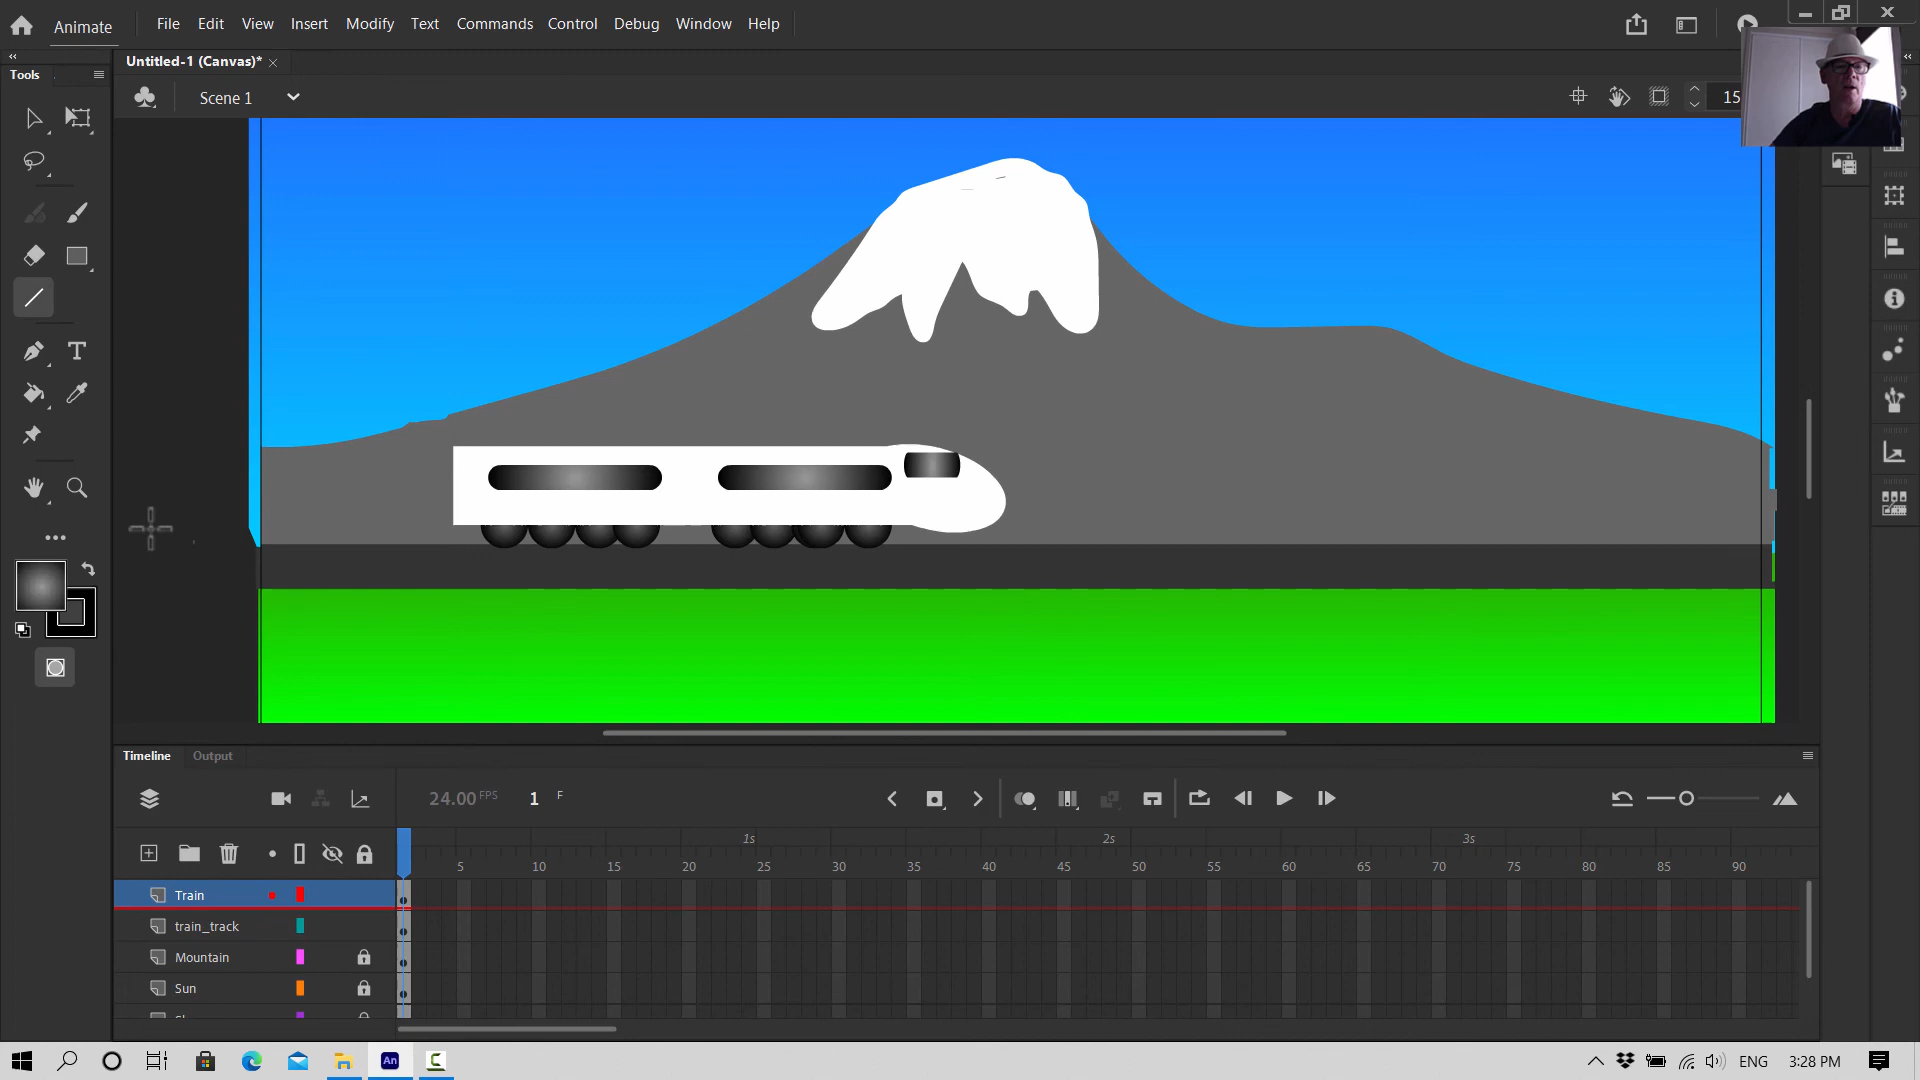 Animate File Edit View Insert Modify Text Commands Control Debug Window Help
Tools
Untitled-1 (Canvas)*
Scene 1
15
T
Timeline Output
24.00 FPS 1 F
1s 2s 3s
5 10 15 20 25 30 35 40 45 50 55 60 65 70 75 80 85 90
Train
train_track
Mountain
Sun
An C ENG 3:28 PM